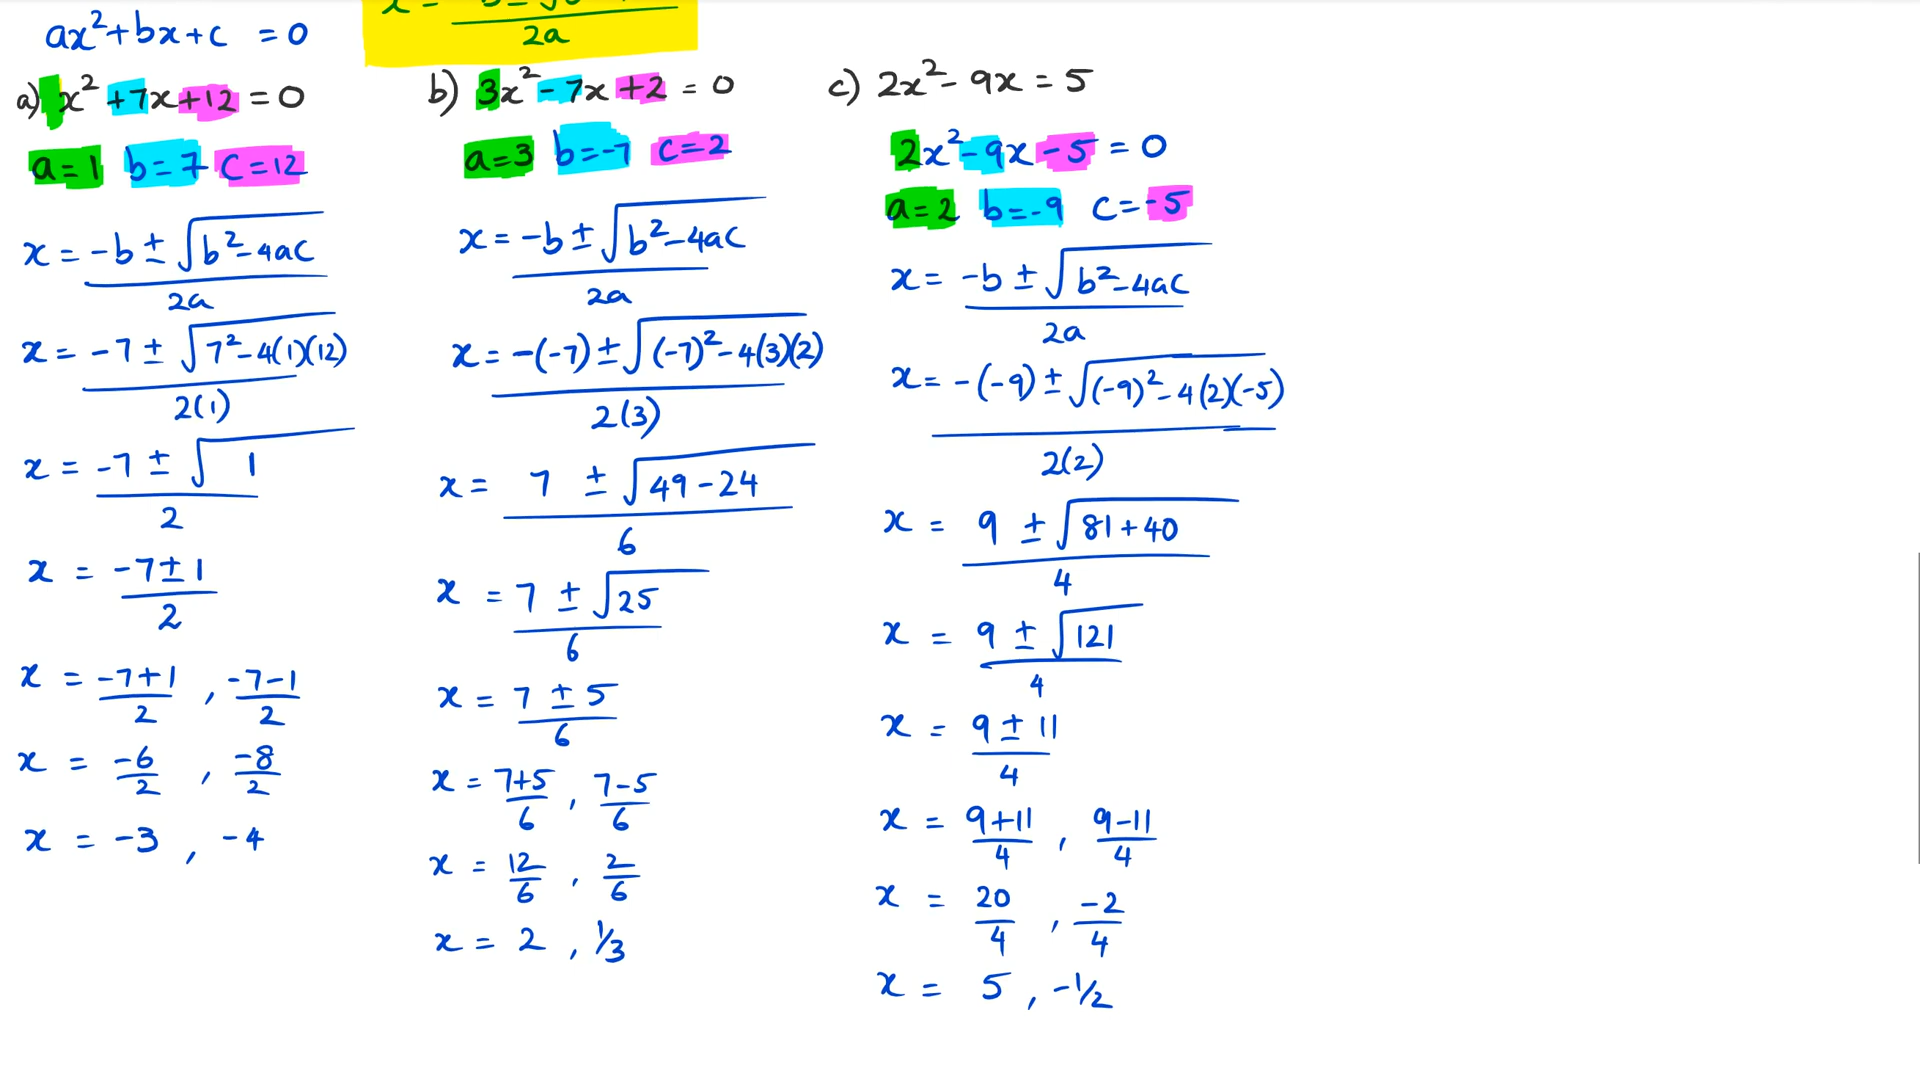 ax²+bx+c = 0
2a
a) x² +7x+12 = 0
a=1 b=7 c=12
x = -b ± √b²-4ac
2a
x = -7 ± √7²-4(1)(12)
2(1)
x = -7 ± √1
2
x = -7±1
2
x = -7+1/2 , -7-1/2
x = -6/2 , -8/2
x = -3 , -4
b) 3x² -7x +2 = 0
a=3 b=-7 c=2
x = -b ± √b²-4ac
2a
x = -(-7) ± √(-7)²-4(3)(2)
2(3)
x = 7 ± √49-24
6
x = 7 ± √25
6
x = 7 ± 5
6
x = 7+5/6 , 7-5/6
x = 12/6 , 2/6
x = 2 , 1/3
c) 2x² - 9x = 5
2x² -9x -5 = 0
a=2 b=-9 c=-5
x = -b ± √b²-4ac
2a
x = -(-9) ± √(-9)²-4(2)(-5)
2(2)
x = 9 ± √81+40
4
x = 9 ± √121
4
x = 9 ± 11
4
x = 9+11/4 , 9-11/4
x = 20/4 , -2/4
x = 5 , -1/2